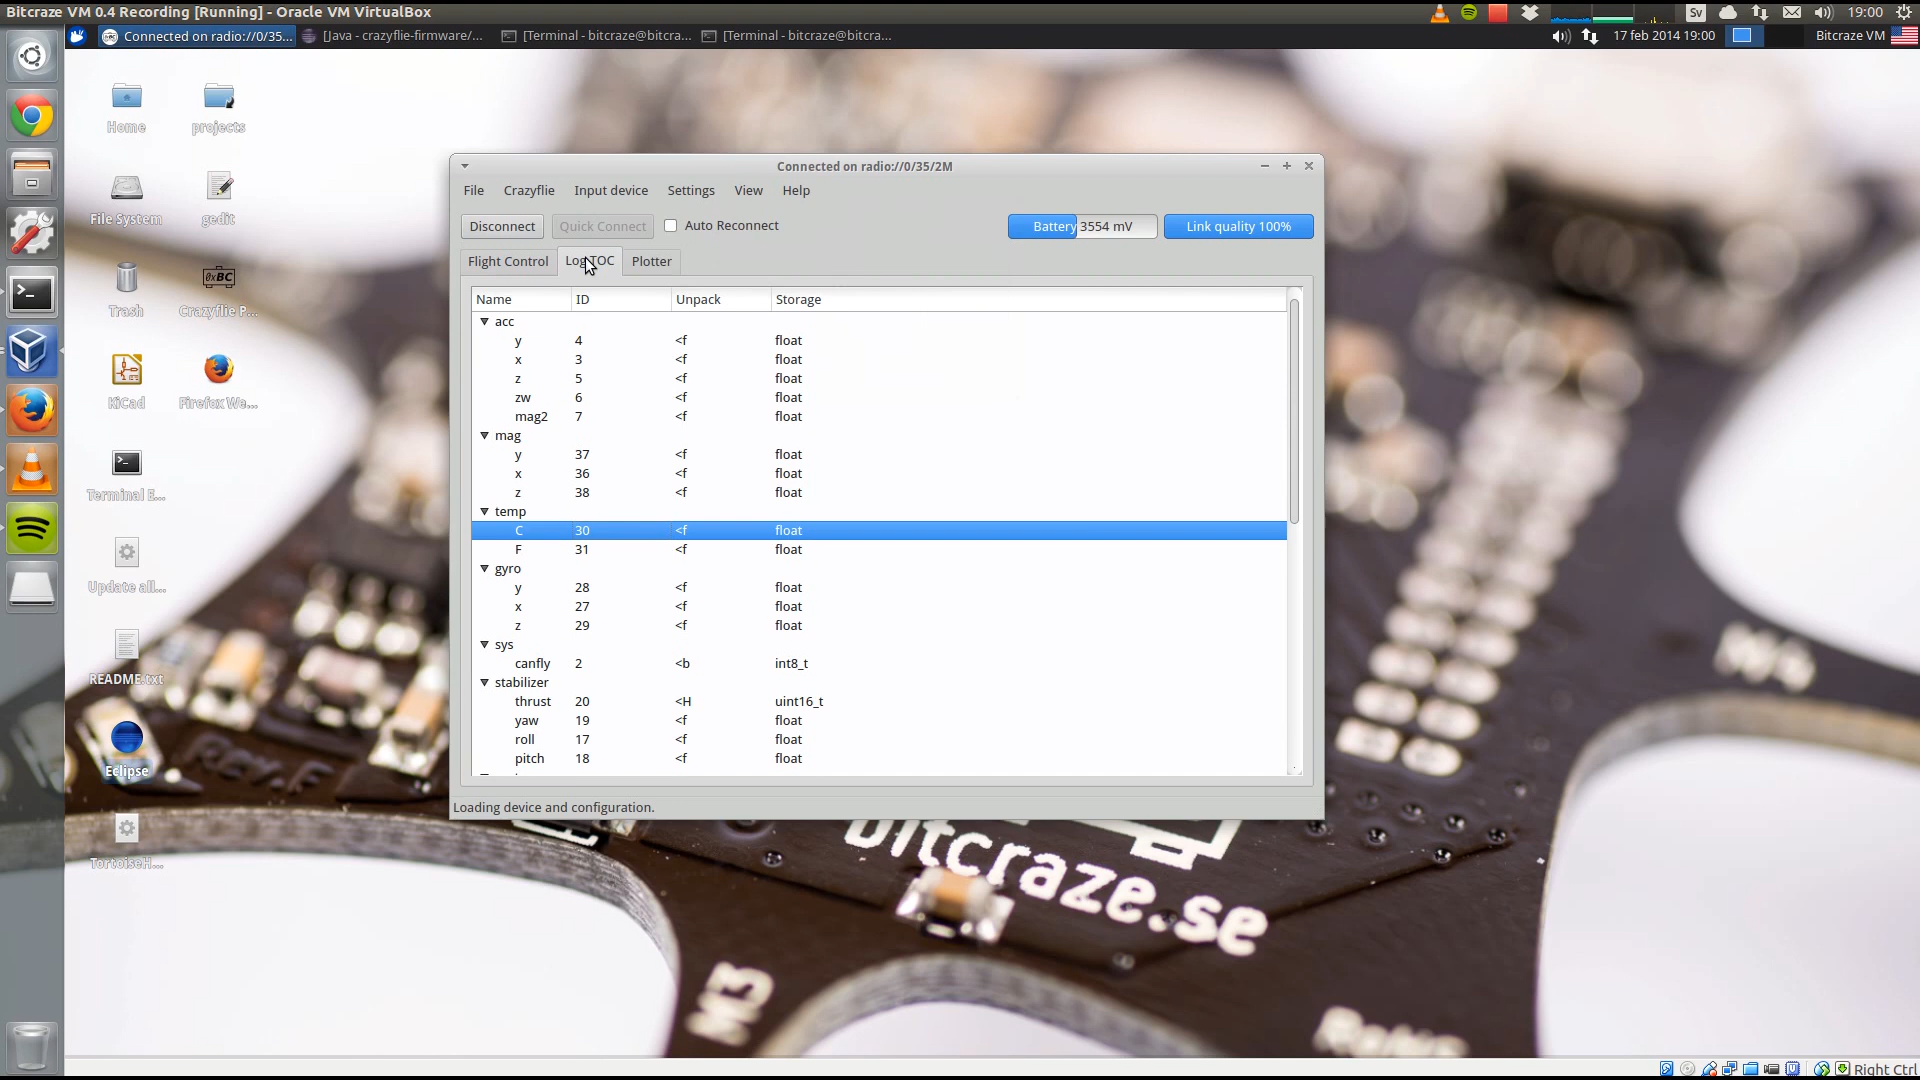 Bitcraze VM 0.4 Recording [Running] - Oracle VM VirtualBox
Sv
19:00
Connected on radio://0/35...
[Java - crazyflie-firmware/...
[Terminal - bitcraze@bitcra...
[Terminal - bitcraze@bitcra...
17 feb 2014 19:00
Bitcraze VM
Home
projects
File System
gedit
Trash
0xBC
Crazyflie P...
KiCad
Firefox We...
Terminal E...
Update all...
README.txt
Eclipse
TortoiseH...
Connected on radio://0/35/2M
File Crazyflie Input device Settings View Help
Disconnect Quick Connect Auto Reconnect Battery 3554 mV Link quality 100%
Flight Control Log TOC Plotter
Name ID Unpack Storage
acc
y 4 <f float
x 3 <f float
z 5 <f float
zw 6 <f float
mag2 7 <f float
mag
y 37 <f float
x 36 <f float
z 38 <f float
temp
C 30 <f float
F 31 <f float
gyro
y 28 <f float
x 27 <f float
z 29 <f float
sys
canfly 2 <b int8_t
stabilizer
thrust 20 <H uint16_t
yaw 19 <f float
roll 17 <f float
pitch 18 <f float
Loading device and configuration.
Rev.F
bitcraze.se
M3
Right Ctrl